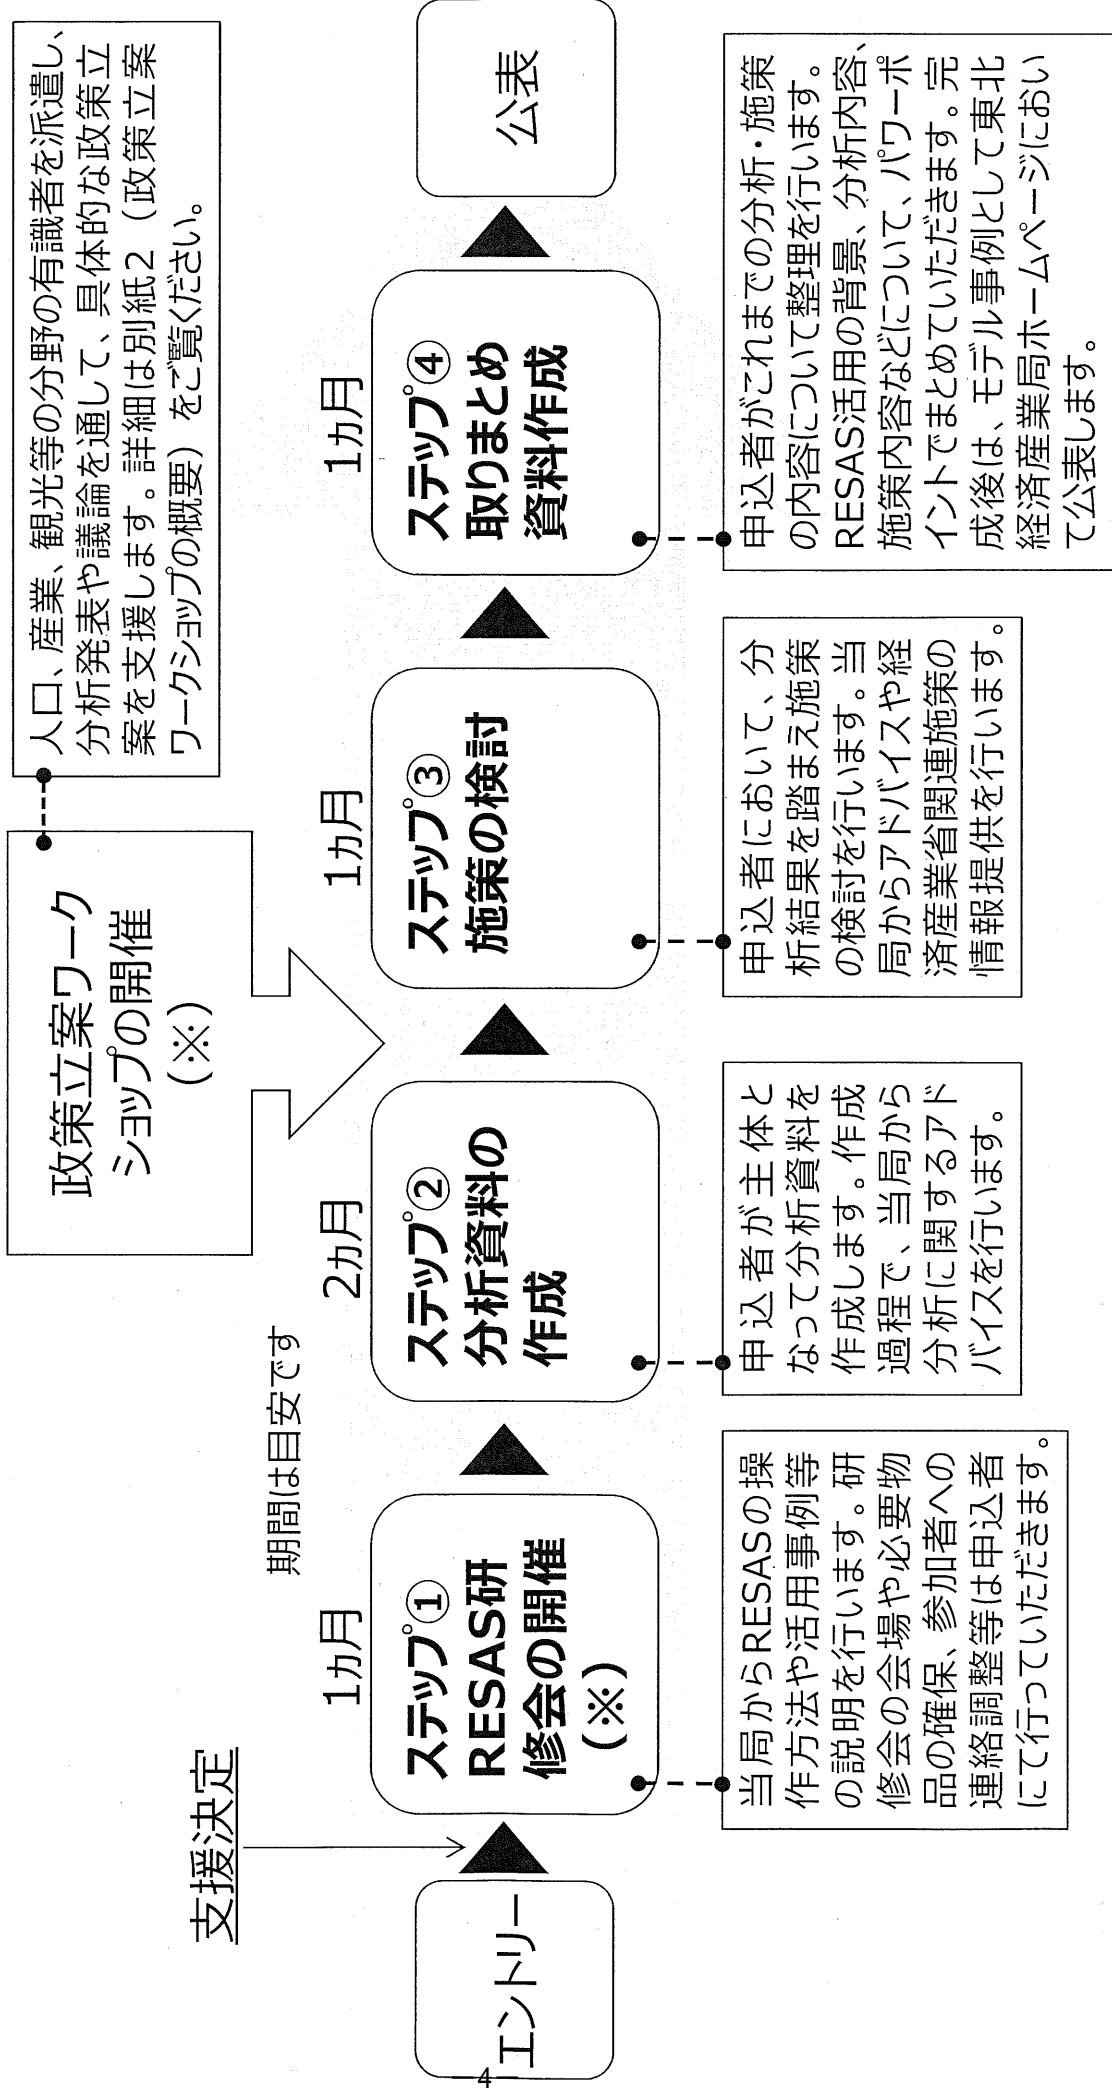 人口、産業、観光等の分野の有識者を派遣し、
分析発表や議論を通して、具体的な政策立
案を支援します。詳細は別紙2（政策立案
ワークショップの概要）をご覧ください。
政策立案ワーク
ショップの開催
（※）
支援決定
期間は目安です
エントリー
1ヵ月
ステップ①
RESAS研
修会の開催
（※）
当局からRESASの操
作方法や活用事例等
の説明を行います。研
修会の会場や必要物
品の確保、参加者への
連絡調整等は申込者
にて行っていただきます。
2ヵ月
ステップ②
分析資料の
作成
申込者が主体と
なって分析資料を
作成します。作成
過程で、当局から
分析に関するアド
バイスを行います。
1ヵ月
ステップ③
施策の検討
申込者において、分
析結果を踏まえ施策
の検討を行います。当
局からアドバイスや経
済産業省関連施策の
情報提供を行います。
1ヵ月
ステップ④
取りまとめ
資料作成
申込者がこれまでの分析・施策
の内容について整理を行います。
RESAS活用の背景、分析内容、
施策内容などについて、パワーポ
イントでまとめていただきます。完
成後は、モデル事例として東北
経済産業局ホームページにおい
て公表します。
公表
4